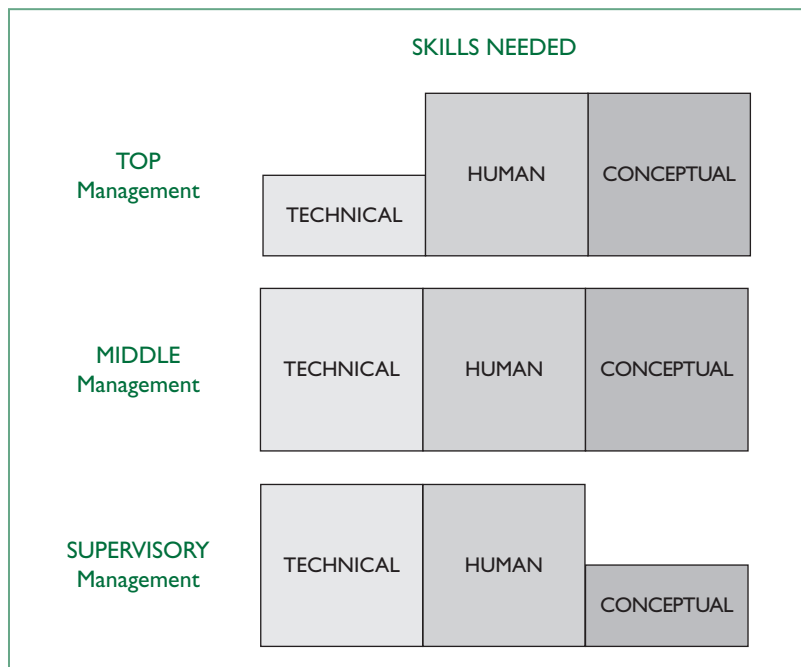 SKILLS NEEDED
TOP
Management
TECHNICAL
HUMAN
CONCEPTUAL
MIDDLE
Management
TECHNICAL
HUMAN
CONCEPTUAL
SUPERVISORY
Management
TECHNICAL
HUMAN
CONCEPTUAL